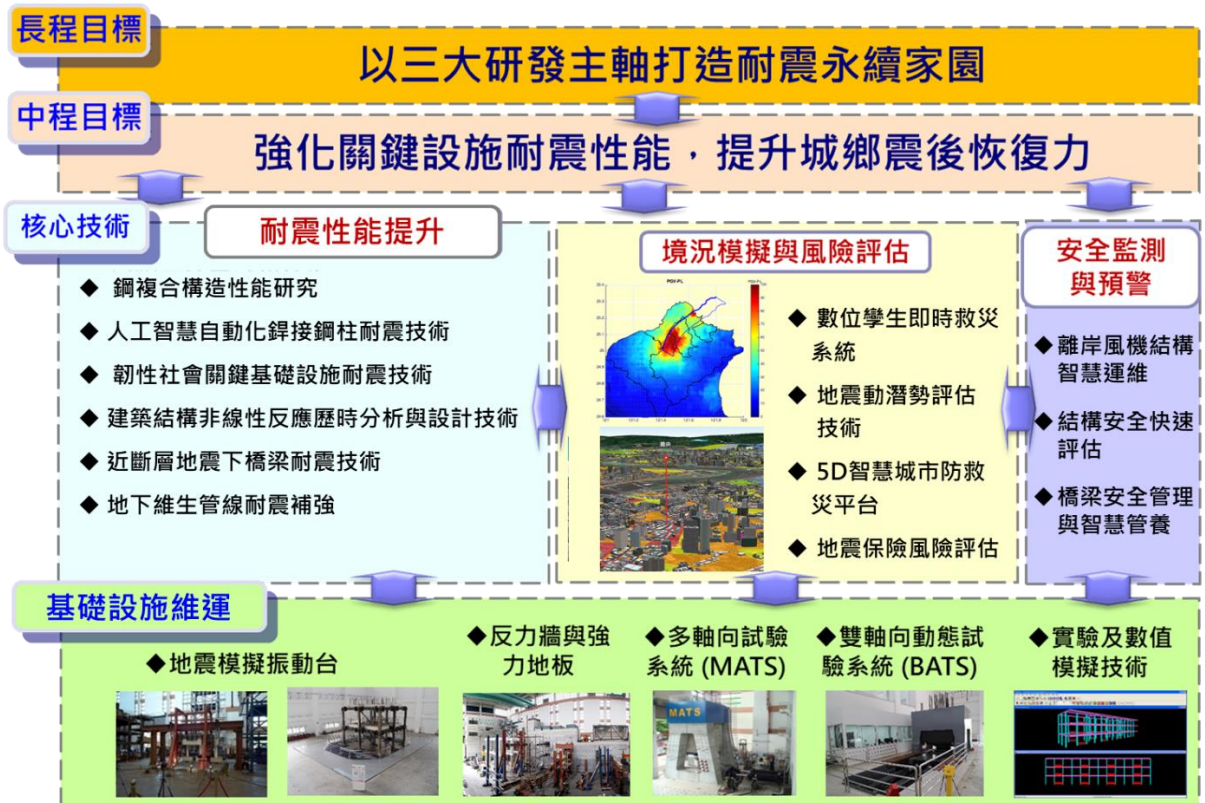 長程目標
以三大研發主軸打造耐震永續家園
中程目標
強化關鍵設施耐震性能，提升城鄉震後恢復力
核心技術
耐震性能提升
◆ 鋼複合構造性能研究
◆ 人工智慧自動化銲接鋼柱耐震技術
◆ 韌性社會關鍵基礎設施耐震技術
◆ 建築結構非線性反應歷時分析與設計技術
◆ 近斷層地震下橋梁耐震技術
◆ 地下維生管線耐震補強
境況模擬與風險評估
◆ 數位孿生即時救災
系統
◆ 地震動潛勢評估
技術
◆ 5D智慧城市防救
災平台
◆ 地震保險風險評估
安全監測
與預警
◆離岸風機結構
智慧運維
◆結構安全快速
評估
◆橋梁安全管理
與智慧管養
基礎設施維運
◆地震模擬振動台
◆反力牆與強
力地板
◆多軸向試驗
系統 (MATS)
MATS
◆雙軸向動態試
驗系統 (BATS)
◆實驗及數值
模擬技術